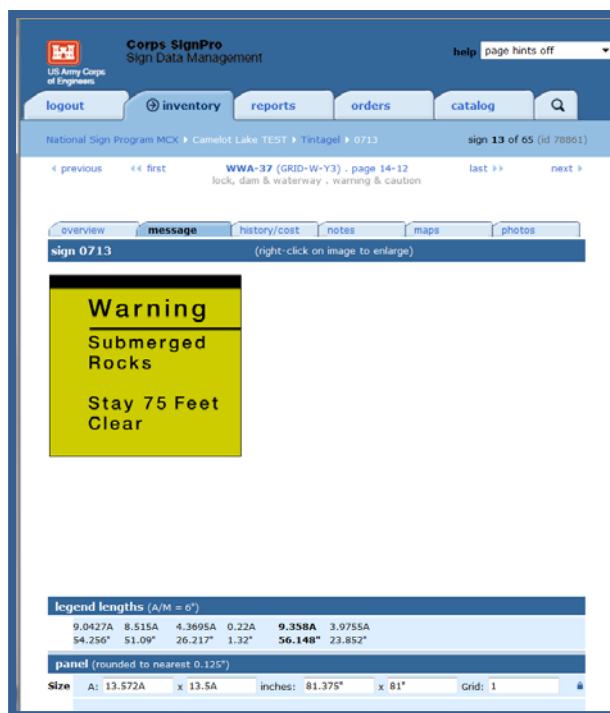 US Army Corps
of Engineers
Corps SignPro
Sign Data Management
help page hints off
logout inventory reports orders catalog
National Sign Program MCX Camelot Lake TEST Tintagel 0713 sign 13 of 65 (id 78861)
previous first WWA-37 (GRID-W-Y3) . page 14-12 last next
lock, dam & waterway . warning & caution
overview message history/cost notes maps photos
sign 0713 (right-click on image to enlarge)
Warning
Submerged
Rocks
Stay 75 Feet
Clear
legend lengths (A/M = 6")
9.0427A 8.515A 4.3695A 0.22A 9.358A 3.9755A
54.256" 51.09" 26.217" 1.32" 56.148" 23.852"
panel (rounded to nearest 0.125")
Size A: 13.572A x 13.5A inches: 81.375" x 81" Grid: 1